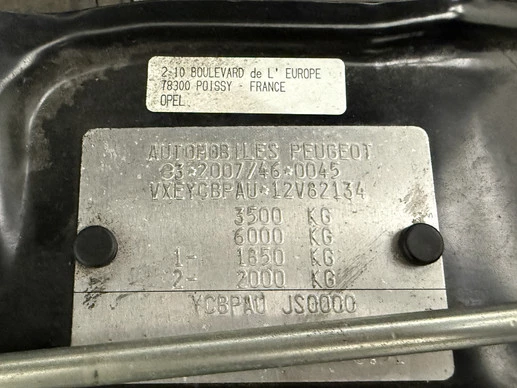 2-10 BOULEVARD de L' EUROPE
78300 POISSY - FRANCE
OPEL
AUTOMOBILES PEUGEOT
2007/46*0045
VXEYCBPAU*12V82134
3500 KG
6000 KG
1- 1850 KG
2- 2000 KG
YCBPAU JS0000